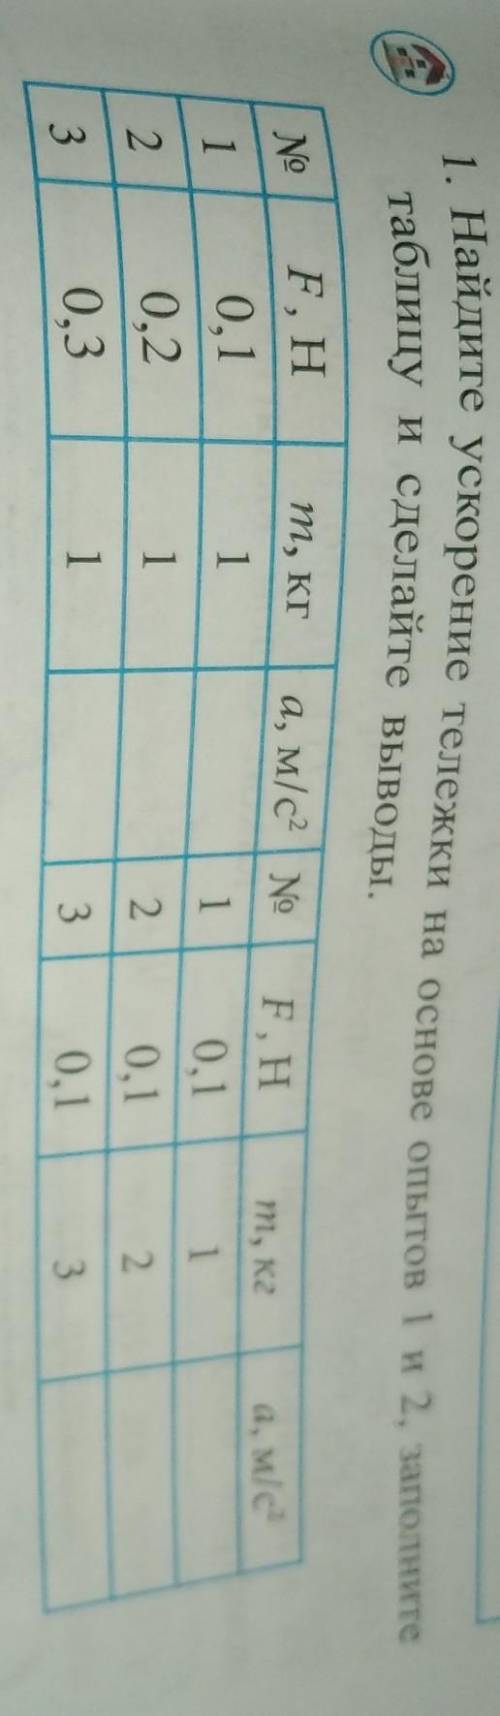 1. Найдите ускорение тележки на основе опытов 1 и 2, заполните
таблицу и сделайте выводы.
№ F, Н m, кг a, м/с² № F, Н m, кг a, м/с²
1 0,1 1 1 0,1 1
2 0,2 1 2 0,1 2
3 0,3 1 3 0,1 3